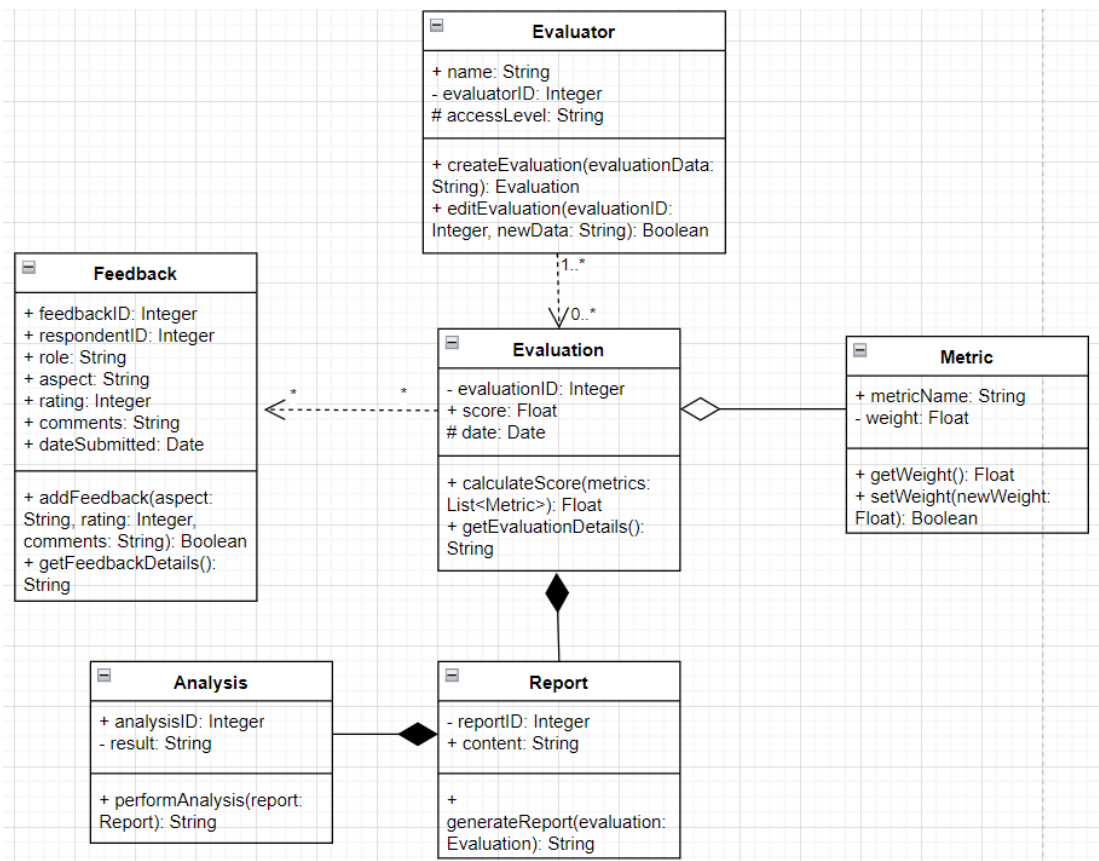 Evaluator
+ name: String
- evaluatorID: Integer
# accessLevel: String
+ createEvaluation(evaluationData:
String): Evaluation
+ editEvaluation(evaluationID:
Integer, newData: String): Boolean
1..*
0..*
Feedback
+ feedbackID: Integer
+ respondentID: Integer
+ role: String
+ aspect: String
+ rating: Integer
+ comments: String
+ dateSubmitted: Date
+ addFeedback(aspect:
String, rating: Integer,
comments: String): Boolean
+ getFeedbackDetails():
String
*
*
Evaluation
- evaluationID: Integer
+ score: Float
# date: Date
+ calculateScore(metrics:
List<Metric>): Float
+ getEvaluationDetails():
String
Metric
+ metricName: String
- weight: Float
+ getWeight(): Float
+ setWeight(newWeight:
Float): Boolean
Analysis
+ analysisID: Integer
- result: String
+ performAnalysis(report:
Report): String
Report
- reportID: Integer
+ content: String
+
generateReport(evaluation:
Evaluation): String